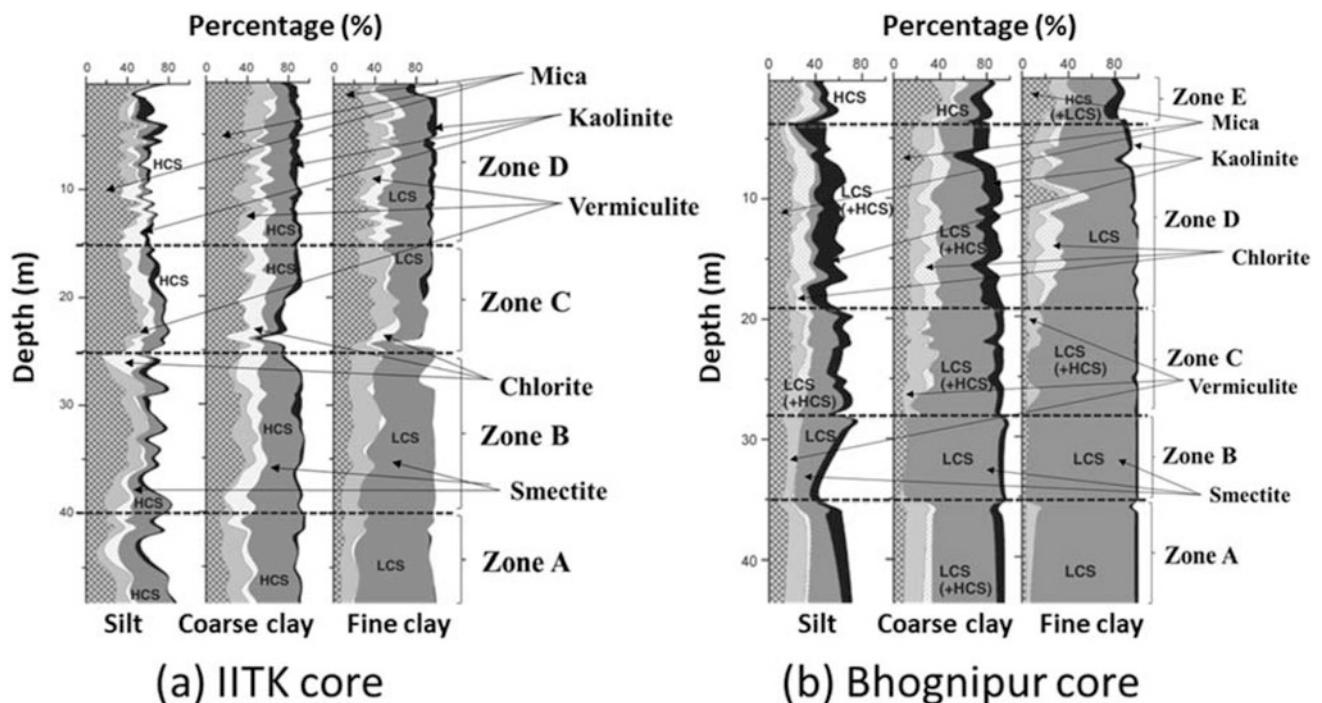 Percentage (%)
0 40 80 0 40 80 0 40 80
Mica
Kaolinite
Zone D
Vermiculite
Zone C
Chlorite
Zone B
Smectite
Zone A
HCS
HCS
HCS
HCS
HCS
HCS
HCS
HCS
HCS
LCS
LCS
LCS
LCS
Depth (m)
10
20
30
40
Silt Coarse clay Fine clay
(a) IITK core
Percentage (%)
0 40 80 0 40 80 0 40 80
Zone E
Mica
Kaolinite
Zone D
Chlorite
Zone C
Vermiculite
Zone B
Smectite
Zone A
HCS
HCS
HCS
(+LCS)
LCS
(+HCS)
LCS
(+HCS)
LCS
LCS
(+HCS)
LCS
(+HCS)
LCS
(+HCS)
LCS
LCS
LCS
LCS
(+HCS)
LCS
Depth (m)
10
20
30
40
Silt Coarse clay Fine clay
(b) Bhognipur core